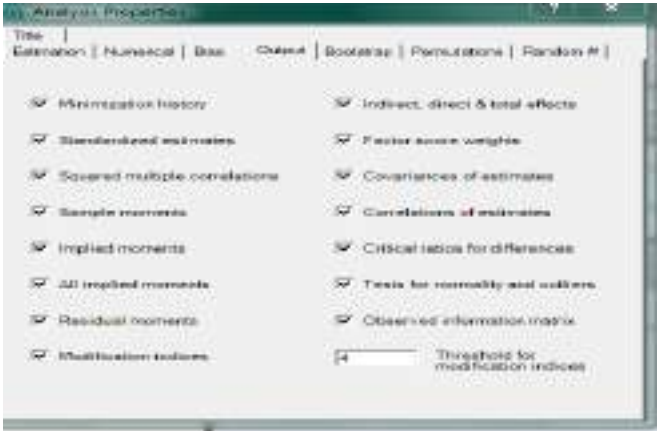 Analysis Properties
Title
Estimation | Numerical | Bias Output | Bootstrap | Permutations | Random # |
Minimization history
Indirect, direct & total effects
Standardized estimates
Factor score weights
Squared multiple correlations
Covariances of estimates
Sample moments
Correlations of estimates
Implied moments
Critical ratios for differences
All implied moments
Tests for normality and outliers
Residual moments
Observed information matrix
Modification indices
4
Threshold for
modification indices